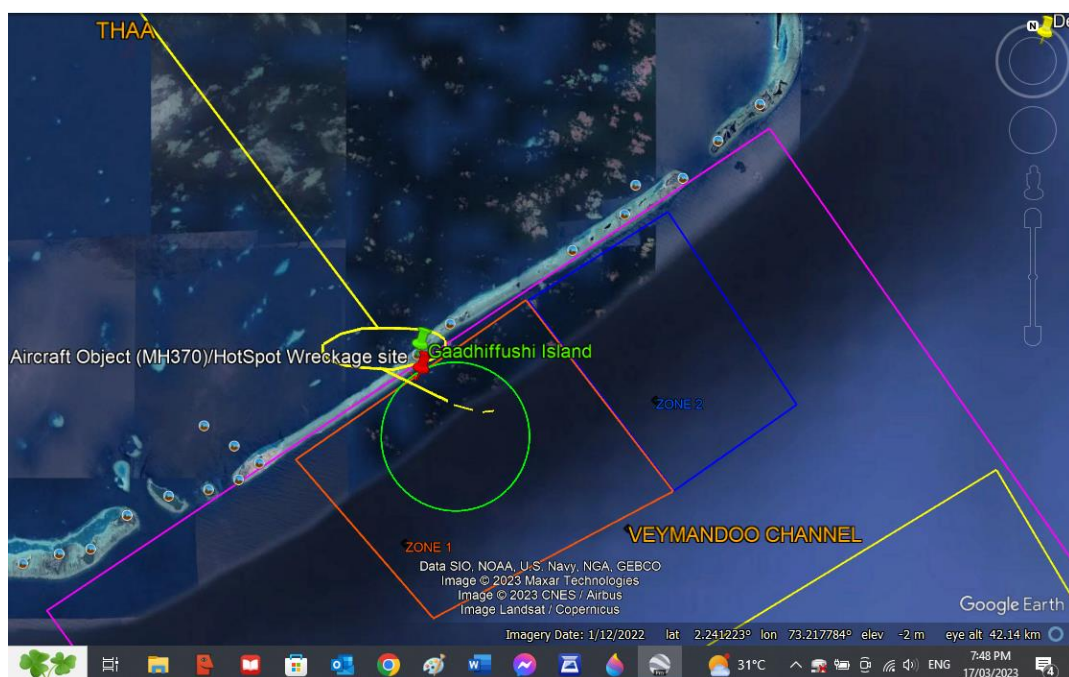 THAA
N
De
Aircraft Object (MH370)/HotSpot Wreckage site
Gaadhiffushi Island
ZONE 2
ZONE 1
VEYMANDOO CHANNEL
Data SIO, NOAA, U.S. Navy, NGA, GEBCO
Image © 2023 Maxar Technologies
Image © 2023 CNES / Airbus
Image Landsat / Copernicus
Google Earth
Imagery Date: 1/12/2022 lat 2.241223° lon 73.217784° elev -2 m eye alt 42.14 km
31°C ENG 7:48 PM
17/03/2023 4